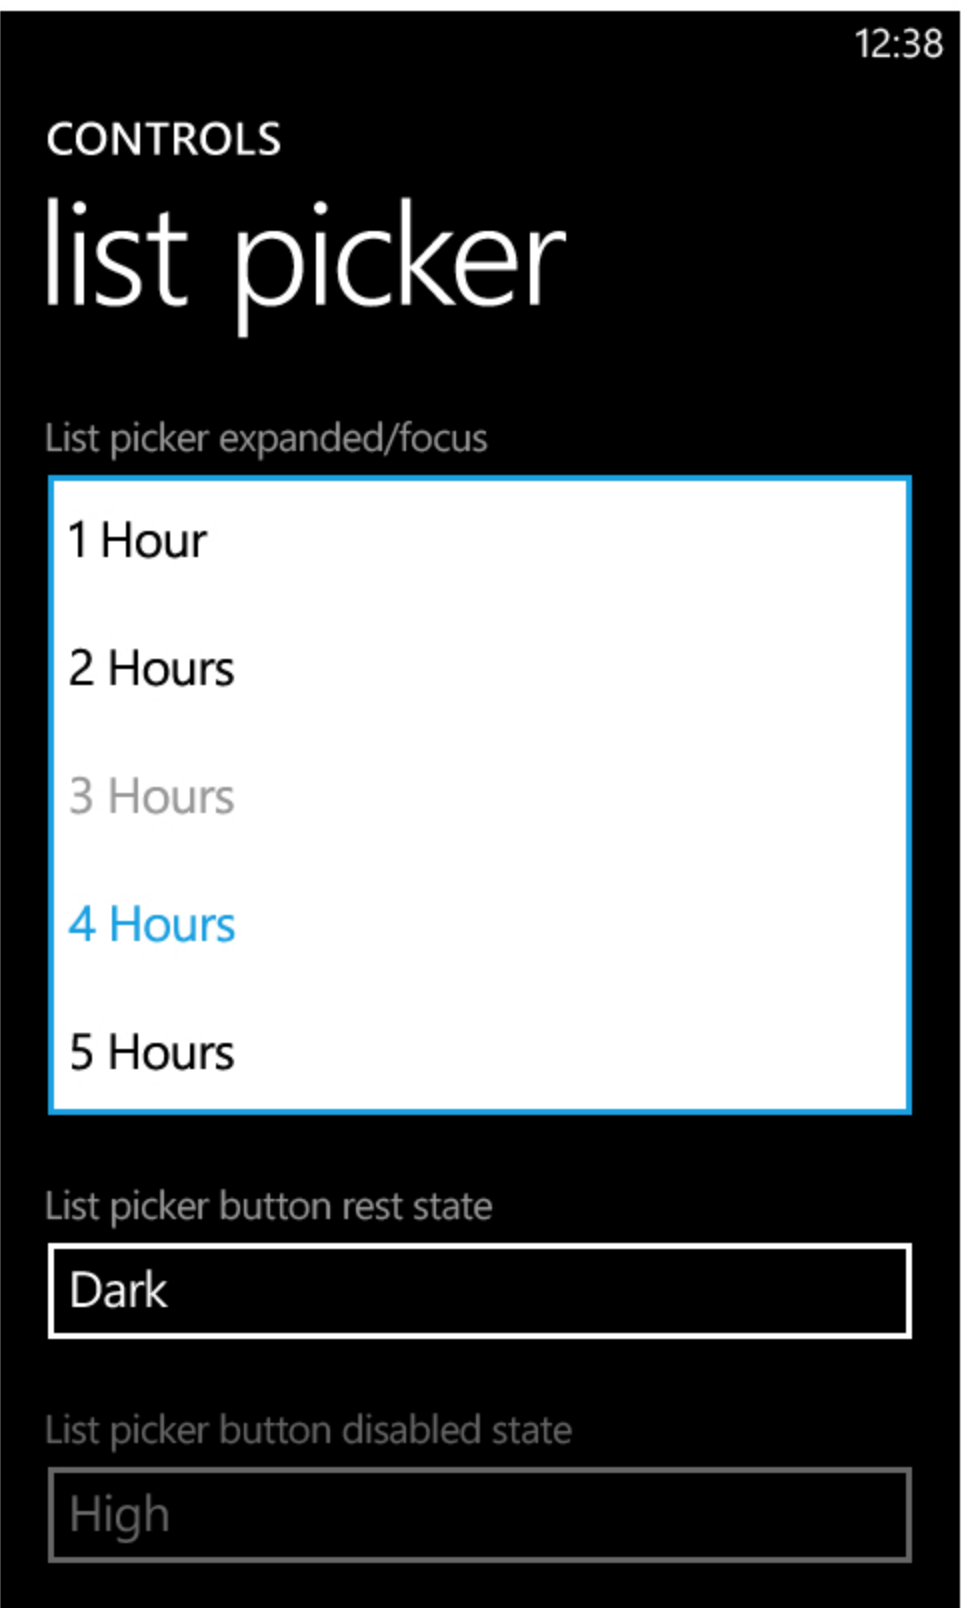 12:38
CONTROLS
list picker
List picker expanded/focus
1 Hour
2 Hours
3 Hours
4 Hours
5 Hours
List picker button rest state
Dark
List picker button disabled state
High